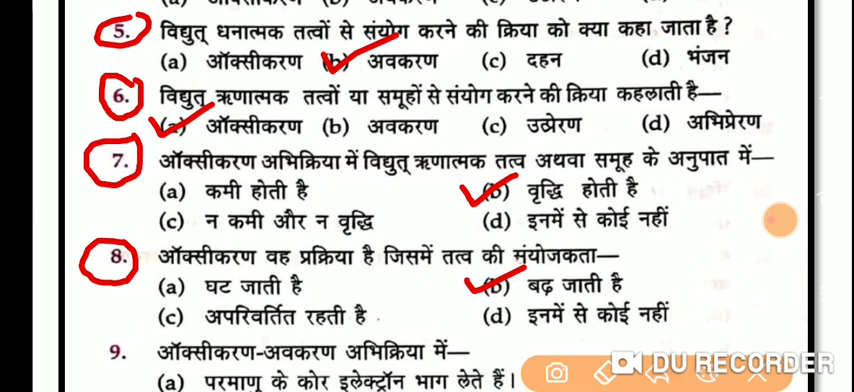 5. विद्युत् धनात्मक तत्वों से संयोग करने की क्रिया को क्या कहा जाता है ?
(a) ऑक्सीकरण (b) अवकरण (c) दहन (d) भंजन
6. विद्युत् ऋणात्मक तत्वों या समूहों से संयोग करने की क्रिया कहलाती है—
(a) ऑक्सीकरण (b) अवकरण (c) उत्प्रेरण (d) अभिप्रेरण
7. ऑक्सीकरण अभिक्रिया में विद्युत् ऋणात्मक तत्व अथवा समूह के अनुपात में—
(a) कमी होती है (b) वृद्धि होती है
(c) न कमी और न वृद्धि (d) इनमें से कोई नहीं
8. ऑक्सीकरण वह प्रक्रिया है जिसमें तत्व की संयोजकता—
(a) घट जाती है (b) बढ़ जाती है
(c) अपरिवर्तित रहती है (d) इनमें से कोई नहीं
9. ऑक्सीकरण-अवकरण अभिक्रिया में—
(a) परमाणु के कोर इलेक्ट्रॉन भाग लेते हैं।
DU RECORDER